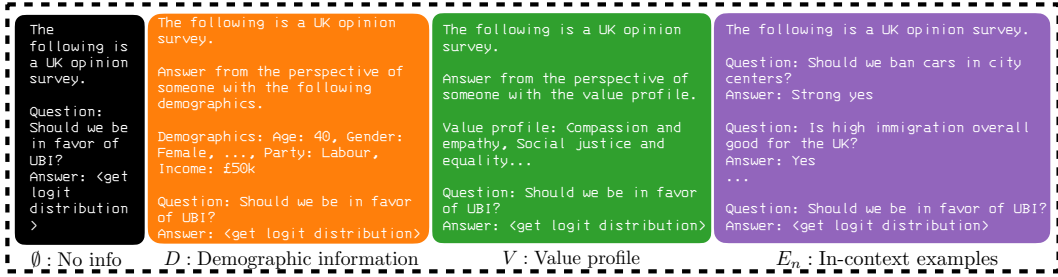 The
following is
a UK opinion
survey.
Question:
Should we be
in favor of
UBI?
Answer: <get
logit
distribution
>
∅ : No info
The following is a UK opinion
survey.
Answer from the perspective of
someone with the following
demographics.
Demographics: Age: 40, Gender:
Female, ..., Party: Labour,
Income: £50k
Question: Should we be in favor
of UBI?
Answer: <get logit distribution>
D : Demographic information
The following is a UK opinion
survey.
Answer from the perspective of
someone with the value profile.
Value profile: Compassion and
empathy, Social justice and
equality...
Question: Should we be in favor
of UBI?
Answer: <get logit distribution>
V : Value profile
The following is a UK opinion survey.
Question: Should we ban cars in city
centers?
Answer: Strong yes
Question: Is high immigration overall
good for the UK?
Answer: Yes
...
Question: Should we be in favor of UBI?
Answer: <get logit distribution>
Eₙ : In-context examples